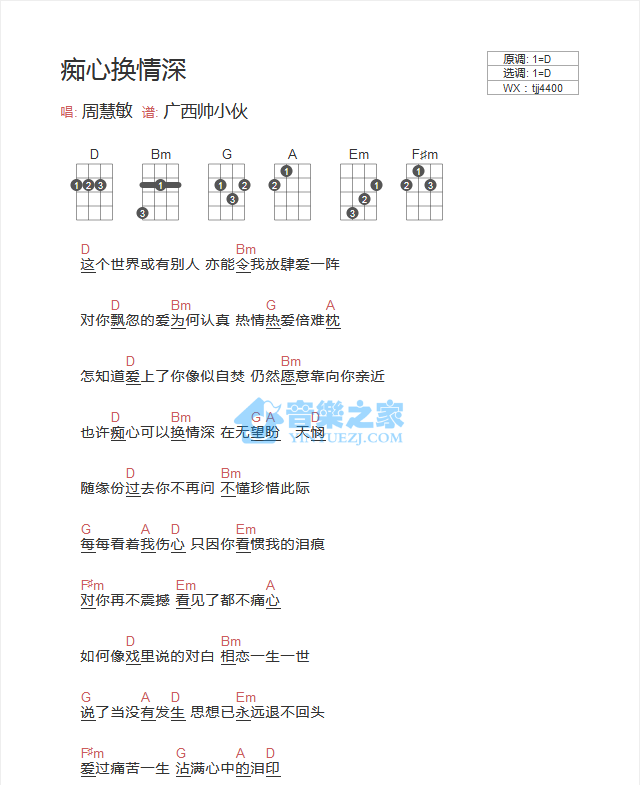 痴心换情深
原调: 1=D
选调: 1=D
WX：tjj4400
唱: 周慧敏 谱: 广西帅小伙
D Bm G A Em F♯m
1 2 3 1 3 1 2 3 1 2 1 2 3 1 2 3
D Bm
这个世界或有别人 亦能令我放肆爱一阵
D Bm G A
对你飘忽的爱为何认真 热情热爱倍难枕
D Bm
怎知道爱上了你像似自焚 仍然愿意靠向你亲近
D Bm G A D
也许痴心可以换情深 在无望盼 天悯
音樂之家
YINYUEZJ.COM
D Bm
随缘份过去你不再问 不懂珍惜此际
G A D Em
每每看着我伤心 只因你看惯我的泪痕
F♯m Em A
对你再不震撼 看见了都不痛心
D Bm
如何像戏里说的对白 相恋一生一世
G A D Em
说了当没有发生 思想已永远退不回头
F♯m G A D
爱过痛苦一生 沾满心中的泪印